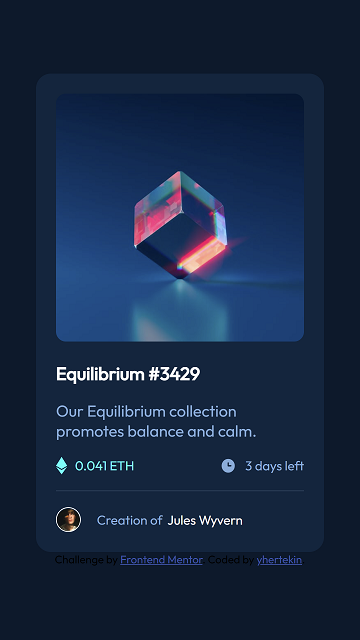 Equilibrium #3429
Our Equilibrium collection
promotes balance and calm.
0.041 ETH
3 days left
Creation of Jules Wyvern
Challenge by Frontend Mentor. Coded by yhertekin